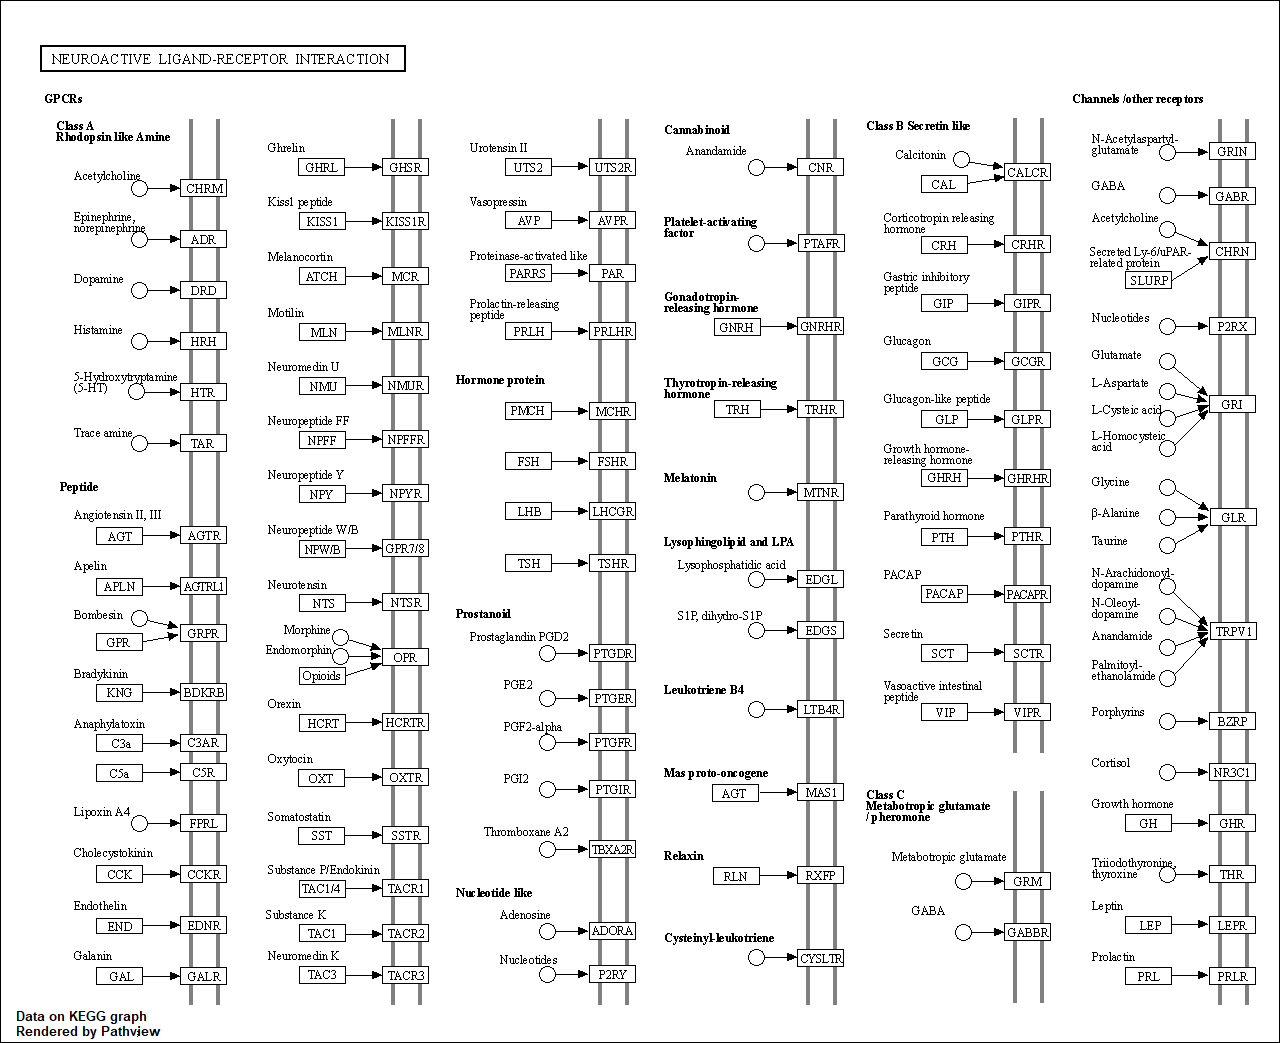 NEUROACTIVE LIGAND-RECEPTOR INTERACTION
GPCRs
Class A
Rhodopsin like Amine
Acetylcholine
CHRM
Epinephrine,
norepinephrine
ADR
Dopamine
DRD
Histamine
HRH
5-Hydroxytryptamine
(5-HT)
HTR
Trace amine
TAR
Peptide
Angiotensin II, III
AGT
AGTR
Apelin
APLN
AGTRL1
Bombesin
GPR
GRPR
Bradykinin
KNG
BDKRB
Anaphylatoxin
C3a
C3AR
C5a
C5R
Lipoxin A4
FPRL
Cholecystokinin
CCK
CCKR
Endothelin
END
EDNR
Galanin
GAL
GALR
Ghrelin
GHRL
GHSR
Kiss1 peptide
KISS1
KISS1R
Melanocortin
ATCH
MCR
Motilin
MLN
MLNR
Neuromedin U
NMU
NMUR
Neuropeptide FF
NPFF
NPFFR
Neuropeptide Y
NPY
NPYR
Neuropeptide W/B
NPW/B
GPR7/8
Neurotensin
NTS
NTSR
Morphine
Endomorphin
Opioids
OPR
Orexin
HCRT
HCRTR
Oxytocin
OXT
OXTR
Somatostatin
SST
SSTR
Substance P/Endokinin
TAC1/4
TACR1
Substance K
TAC1
TACR2
Neuromedin K
TAC3
TACR3
Urotensin II
UTS2
UTS2R
Vasopressin
AVP
AVPR
Proteinase-activated like
PARRS
PAR
Prolactin-releasing
peptide
PRLH
PRLHR
Hormone protein
PMCH
MCHR
FSH
FSHR
LHB
LHCGR
TSH
TSHR
Prostanoid
Prostaglandin PGD2
PTGDR
PGE2
PTGER
PGF2-alpha
PTGFR
PGI2
PTGIR
Thromboxane A2
TBXA2R
Nucleotide like
Adenosine
ADORA
Nucleotides
P2RY
Cannabinoid
Anandamide
CNR
Platelet-activating
factor
PTAFR
Gonadotropin-
releasing hormone
GNRH
GNRHR
Thyrotropin-releasing
hormone
TRH
TRHR
Melatonin
MTNR
Lysophingolipid and LPA
Lysophosphatidic acid
EDGL
S1P, dihydro-S1P
EDGS
Leukotriene B4
LTB4R
Mas proto-oncogene
AGT
MAS1
Relaxin
RLN
RXFP
Cysteinyl-leukotriene
CYSLTR
Class B Secretin like
Calcitonin
CAL
CALCR
Corticotropin releasing
hormone
CRH
CRHR
Gastric inhibitory
peptide
GIP
GIPR
Glucagon
GCG
GCGR
Glucagon-like peptide
GLP
GLPR
Growth hormone-
releasing hormone
GHRH
GHRHR
Parathyroid hormone
PTH
PTHR
PACAP
PACAP
PACAPR
Secretin
SCT
SCTR
Vasoactive intestinal
peptide
VIP
VIPR
Class C
Metabotropic glutamate
/ pheromone
Metabotropic glutamate
GRM
GABA
GABBR
Channels /other receptors
N-Acetylaspartyl-
glutamate
GRIN
GABA
GABR
Acetylcholine
CHRN
Secreted Ly-6/uPAR-
related protein
SLURP
Nucleotides
P2RX
Glutamate
L-Aspartate
GRI
L-Cysteic acid
L-Homocysteic
acid
Glycine
β-Alanine
GLR
Taurine
N-Arachidonoyl-
dopamine
N-Oleoyl-
dopamine
TRPV1
Anandamide
Palmitoyl-
ethanolamide
Porphyrins
BZRP
Cortisol
NR3C1
Growth hormone
GH
GHR
Triiodothyronine,
thyroxine
THR
Leptin
LEP
LEPR
Prolactin
PRL
PRLR
Data on KEGG graph
Rendered by Pathview